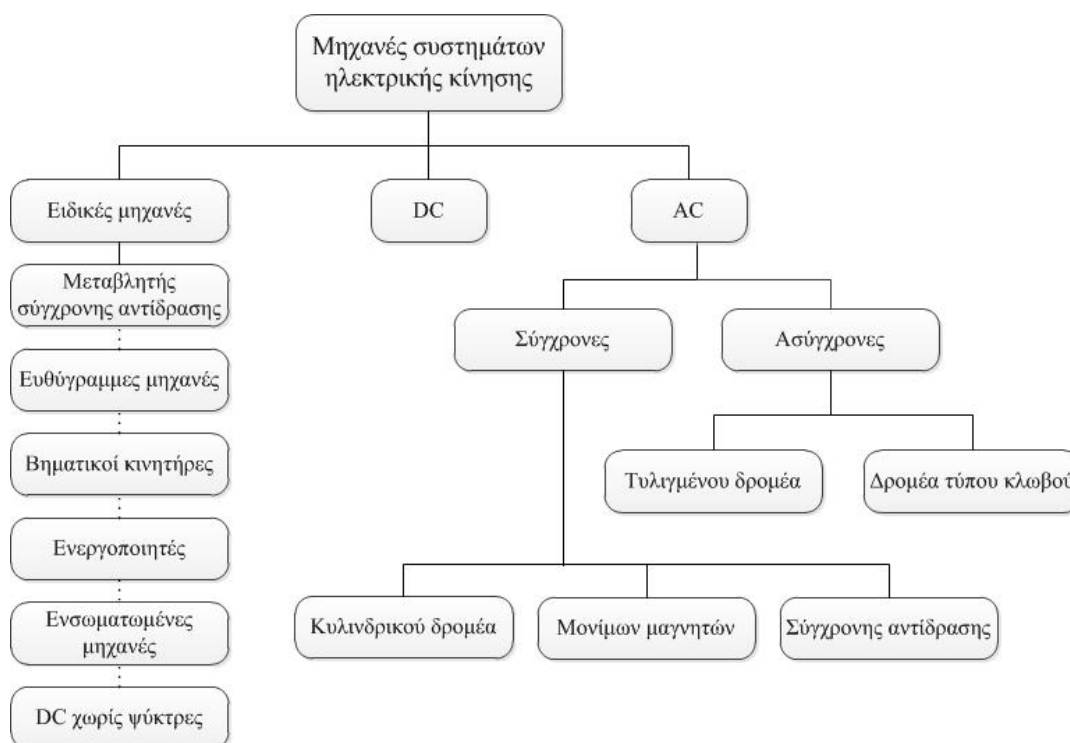 Μηχανές συστημάτων
ηλεκτρικής κίνησης
Ειδικές μηχανές
DC
AC
Μεταβλητής
σύγχρονης αντίδρασης
Σύγχρονες
Ασύγχρονες
Ευθύγραμμες μηχανές
Βηματικοί κινητήρες
Τυλιγμένου δρομέα
Δρομέα τύπου κλωβού
Ενεργοποιητές
Ενσωματωμένες
μηχανές
Κυλινδρικού δρομέα
Μονίμων μαγνητών
Σύγχρονης αντίδρασης
DC χωρίς ψύκτρες